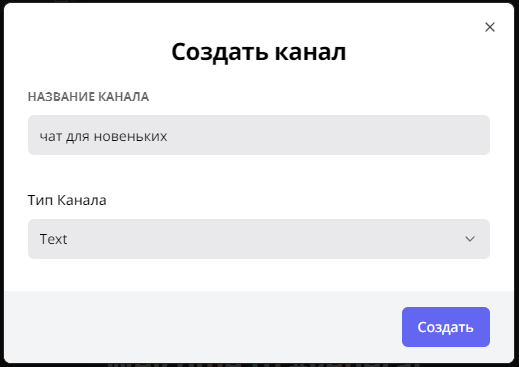 Создать канал
НАЗВАНИЕ КАНАЛА
чат для новеньких
Тип Канала
Text
Создать